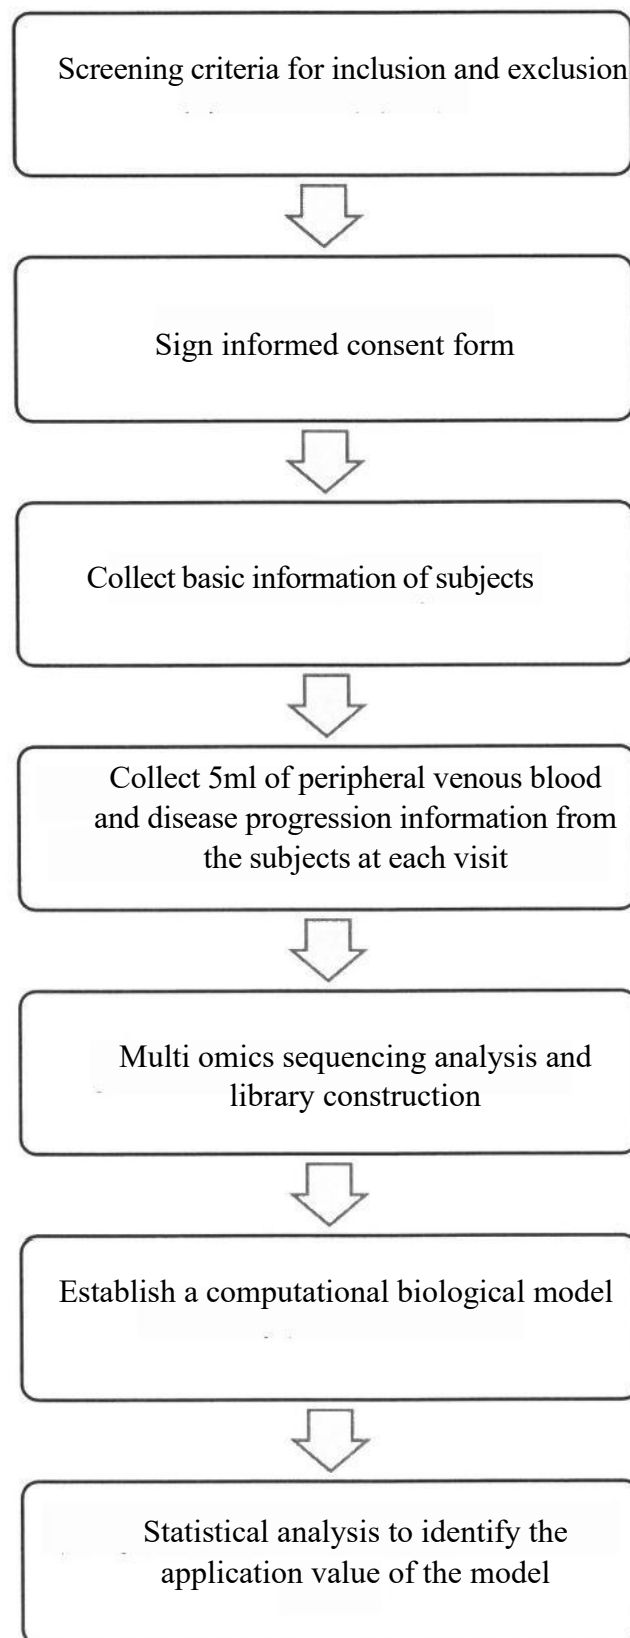 Screening criteria for inclusion and exclusion
Sign informed consent form
Collect basic information of subjects
Collect 5ml of peripheral venous blood
and disease progression information from
the subjects at each visit
Multi omics sequencing analysis and
library construction
Establish a computational biological model
Statistical analysis to identify the
application value of the model